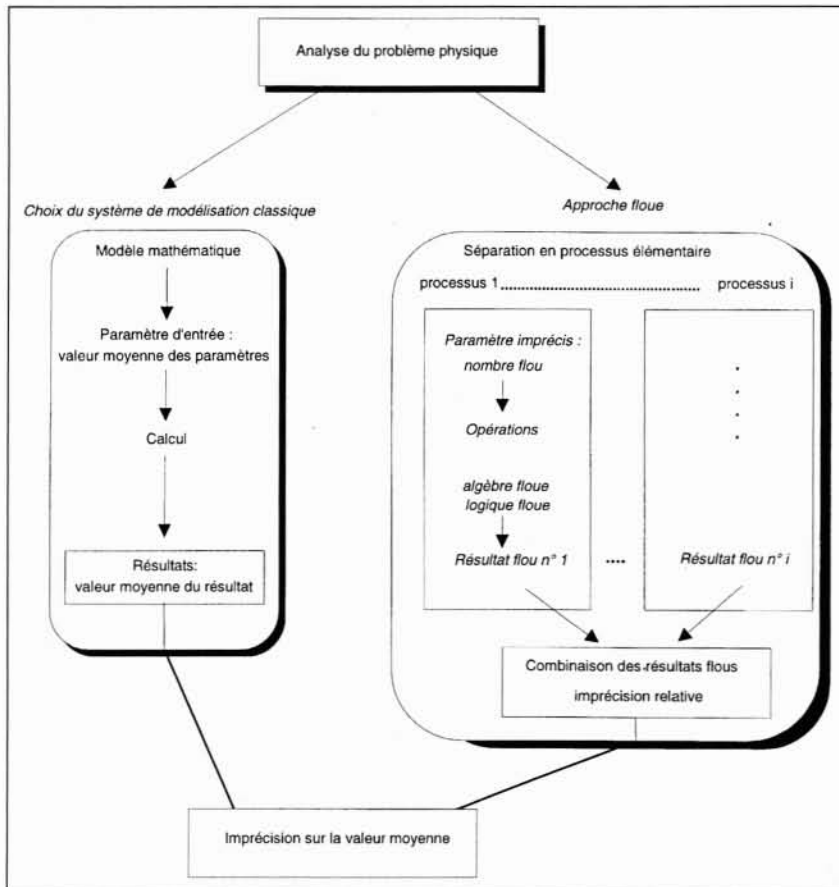 Analyse du problème physique
Choix du système de modélisation classique
Modèle mathématique
Paramètre d'entrée :
valeur moyenne des paramètres
Calcul
Résultats:
valeur moyenne du résultat
Approche floue
Séparation en processus élémentaire
processus 1 ........................................ processus i
Paramètre imprécis :
nombre flou
Opérations
algèbre floue
logique floue
Résultat flou n° 1 .... Résultat flou n° i
Combinaison des résultats flous
imprécision relative
Imprécision sur la valeur moyenne